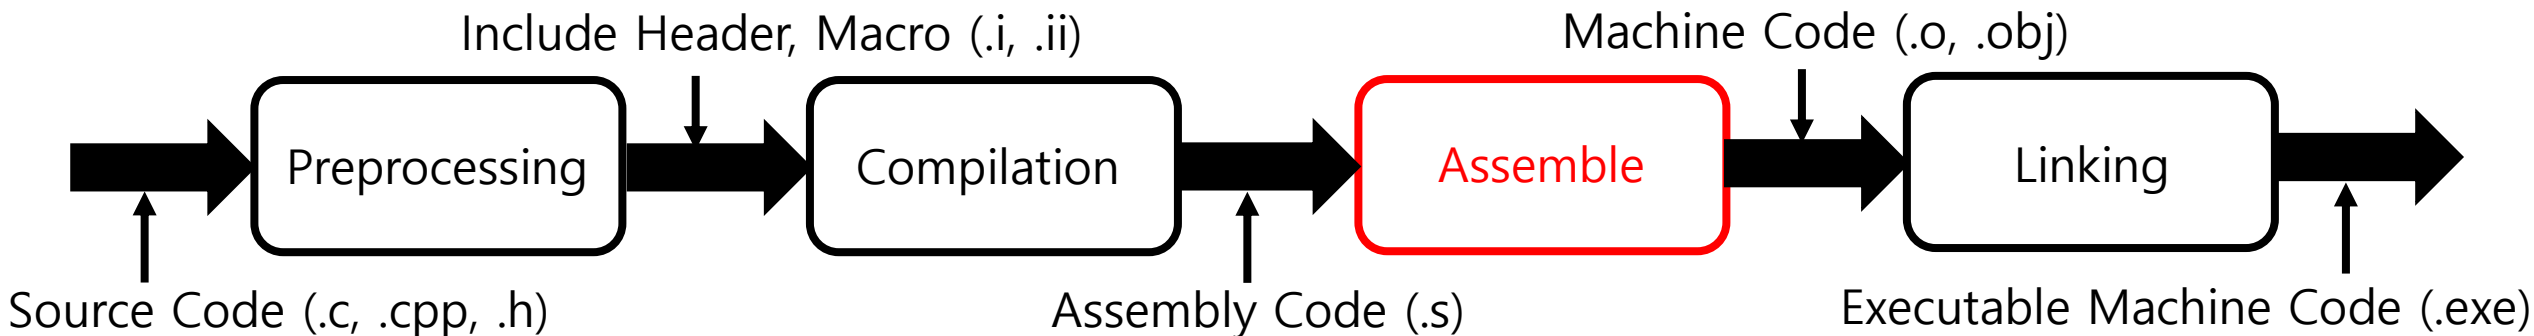 Include Header, Macro (.i, .ii)
Machine Code (.o, .obj)
Preprocessing
Compilation
Assemble
Linking
Source Code (.c, .cpp, .h)
Assembly Code (.s)
Executable Machine Code (.exe)